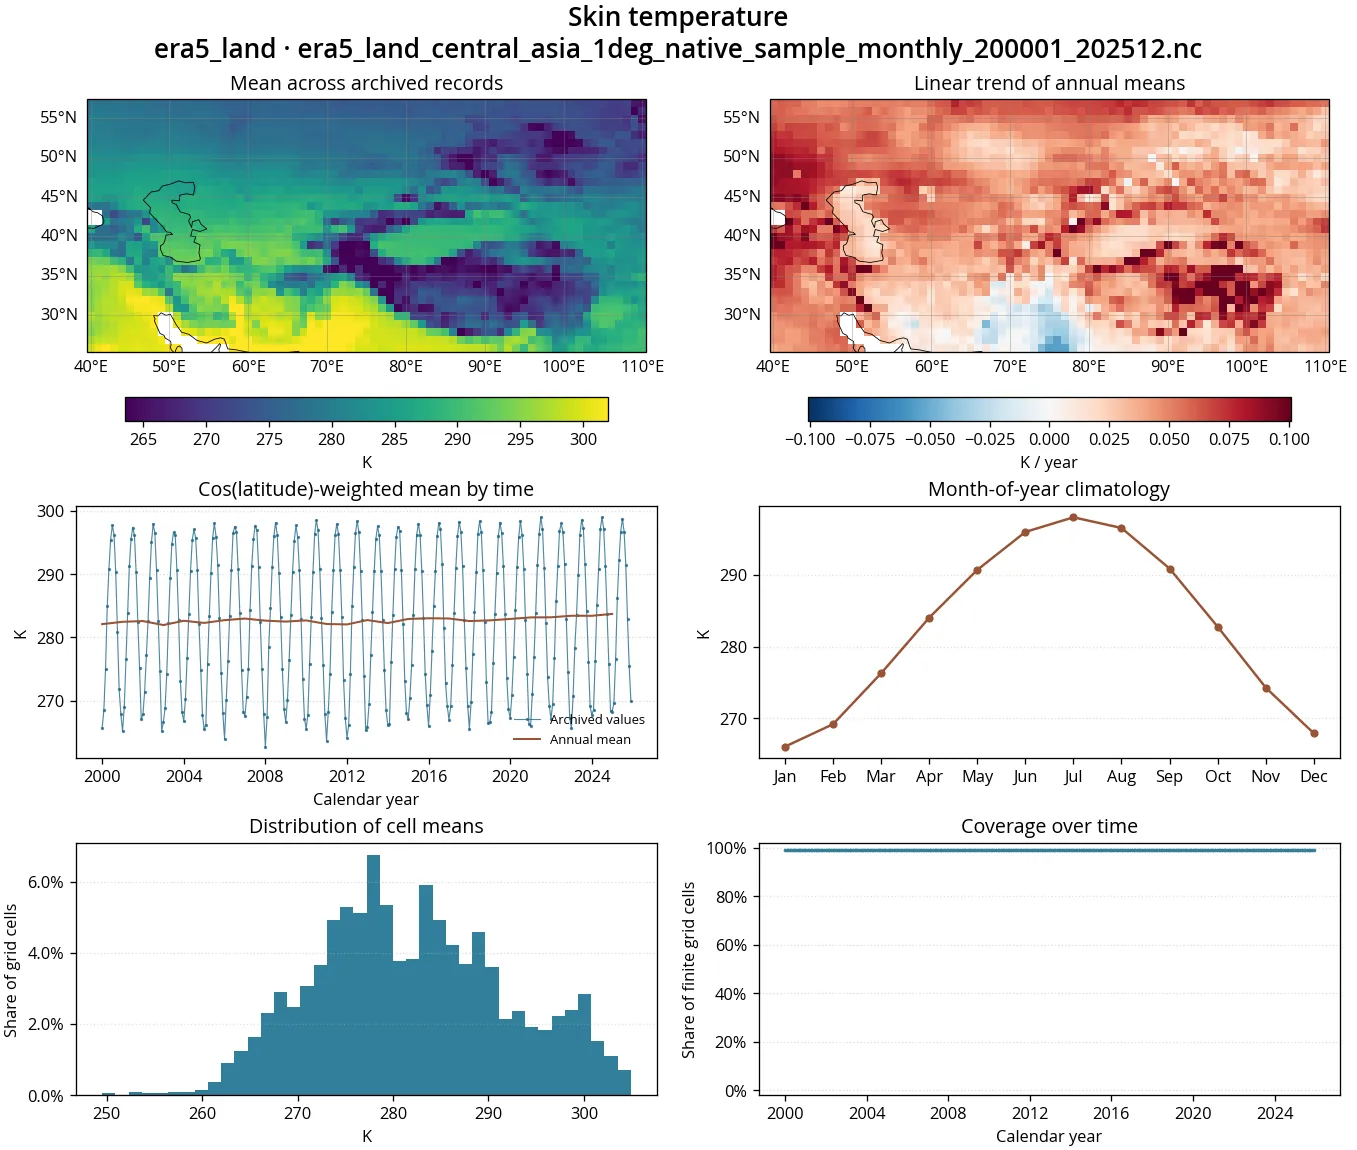 Skin temperature
era5_land · era5_land_central_asia_1deg_native_sample_monthly_200001_202512.nc
Mean across archived records
55°N
50°N
45°N
40°N
35°N
30°N
40°E 50°E 60°E 70°E 80°E 90°E 100°E 110°E
265 270 275 280 285 290 295 300
K
Linear trend of annual means
55°N
50°N
45°N
40°N
35°N
30°N
40°E 50°E 60°E 70°E 80°E 90°E 100°E 110°E
−0.100 −0.075 −0.050 −0.025 0.000 0.025 0.050 0.075 0.100
K / year
Cos(latitude)-weighted mean by time
300
290
280
270
K
Archived values
Annual mean
2000 2004 2008 2012 2016 2020 2024
Calendar year
Month-of-year climatology
290
280
270
K
Jan Feb Mar Apr May Jun Jul Aug Sep Oct Nov Dec
Distribution of cell means
6.0%
4.0%
2.0%
0.0%
Share of grid cells
250 260 270 280 290 300
K
Coverage over time
100%
80%
60%
40%
20%
0%
Share of finite grid cells
2000 2004 2008 2012 2016 2020 2024
Calendar year